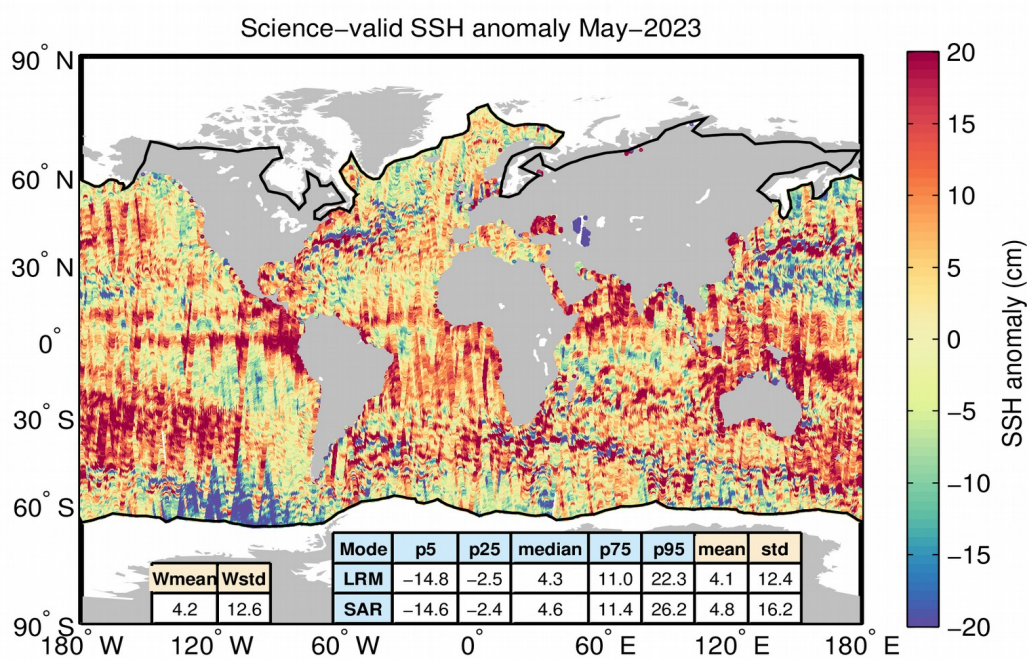 Science−valid SSH anomaly May−2023
90° N
60° N
30° N
0°
30° S
60° S
90° S
180° W 120° W 60° W 0° 60° E 120° E 180° E
20
15
10
5
0
−5
−10
−15
−20
SSH anomaly (cm)
Wmean Wstd
4.2 12.6
Mode p5 p25 median p75 p95 mean std
LRM −14.8 −2.5 4.3 11.0 22.3 4.1 12.4
SAR −14.6 −2.4 4.6 11.4 26.2 4.8 16.2